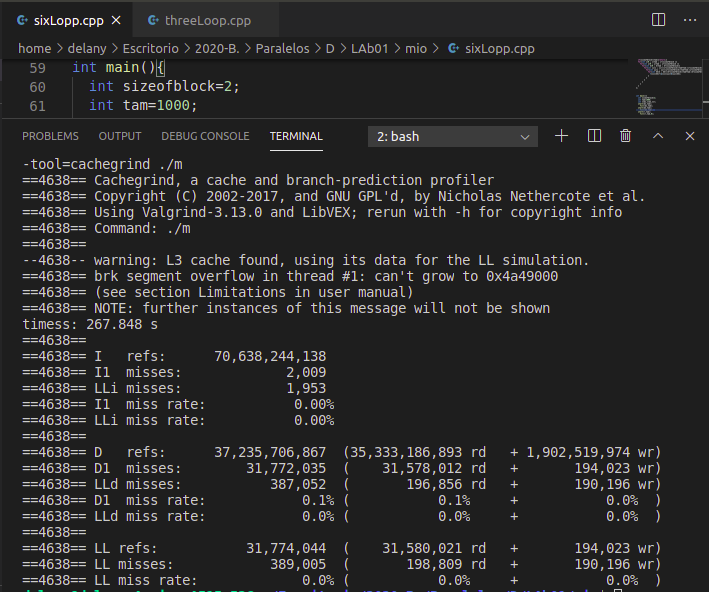 sixLopp.cpp × threeLoop.cpp ···
home > delany > Escritorio > 2020-B. > Paralelos > D > LAb01 > mio > sixLopp.cpp
59 int main(){
60 int sizeofblock=2;
61 int tam=1000;
PROBLEMS OUTPUT DEBUG CONSOLE TERMINAL 2: bash
-tool=cachegrind ./m
==4638== Cachegrind, a cache and branch-prediction profiler
==4638== Copyright (C) 2002-2017, and GNU GPL'd, by Nicholas Nethercote et al.
==4638== Using Valgrind-3.13.0 and LibVEX; rerun with -h for copyright info
==4638== Command: ./m
==4638==
--4638-- warning: L3 cache found, using its data for the LL simulation.
==4638== brk segment overflow in thread #1: can't grow to 0x4a49000
==4638== (see section Limitations in user manual)
==4638== NOTE: further instances of this message will not be shown
timess: 267.848 s
==4638==
==4638== I refs: 70,638,244,138
==4638== I1 misses: 2,009
==4638== LLi misses: 1,953
==4638== I1 miss rate: 0.00%
==4638== LLi miss rate: 0.00%
==4638==
==4638== D refs: 37,235,706,867 (35,333,186,893 rd + 1,902,519,974 wr)
==4638== D1 misses: 31,772,035 ( 31,578,012 rd + 194,023 wr)
==4638== LLd misses: 387,052 ( 196,856 rd + 190,196 wr)
==4638== D1 miss rate: 0.1% ( 0.1% + 0.0% )
==4638== LLd miss rate: 0.0% ( 0.0% + 0.0% )
==4638==
==4638== LL refs: 31,774,044 ( 31,580,021 rd + 194,023 wr)
==4638== LL misses: 389,005 ( 198,809 rd + 190,196 wr)
==4638== LL miss rate: 0.0% ( 0.0% + 0.0% )